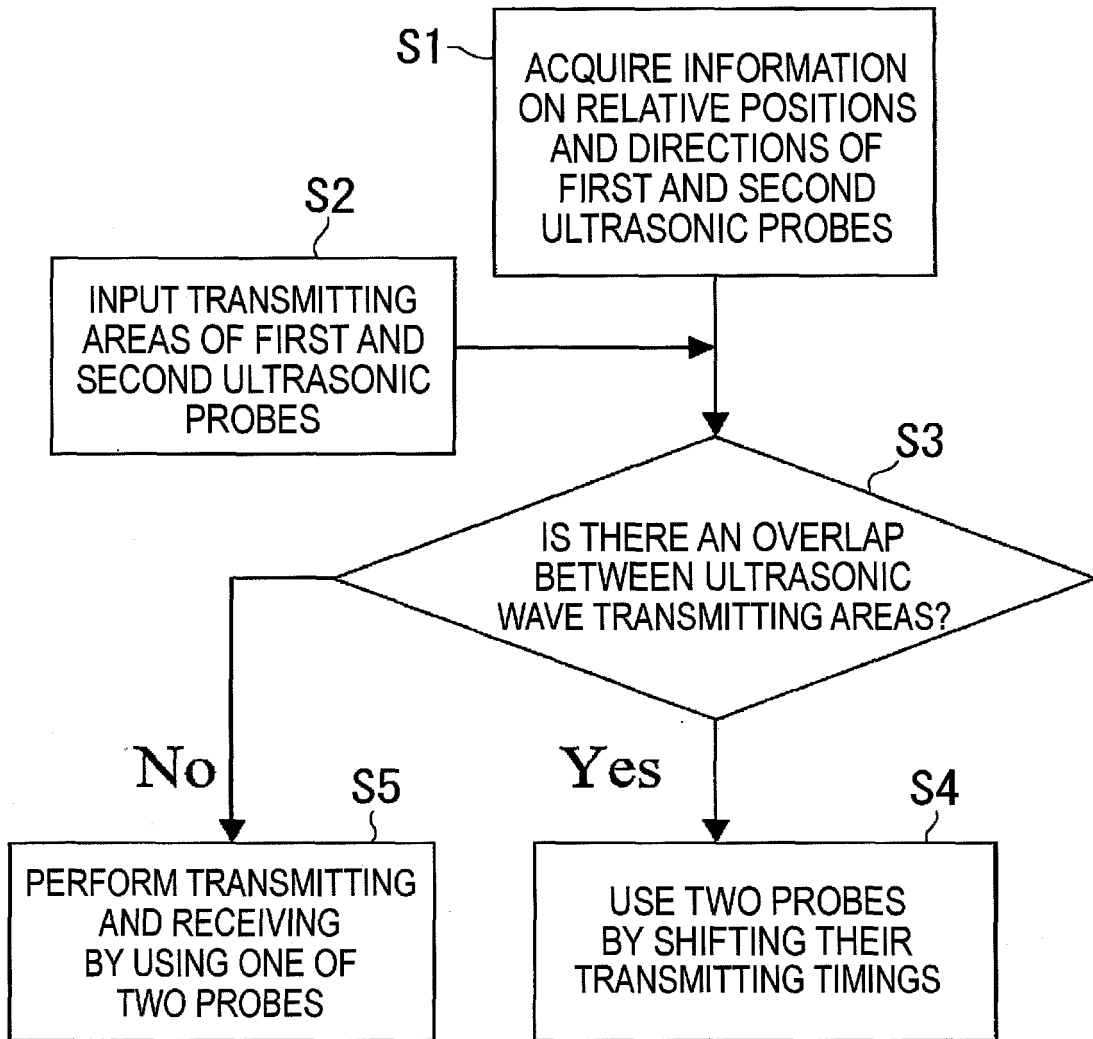 S1
ACQUIRE INFORMATION
ON RELATIVE POSITIONS
AND DIRECTIONS OF
FIRST AND SECOND
ULTRASONIC PROBES
S2
INPUT TRANSMITTING
AREAS OF FIRST AND
SECOND ULTRASONIC
PROBES
S3
IS THERE AN OVERLAP
BETWEEN ULTRASONIC
WAVE TRANSMITTING AREAS?
No
Yes
S5
PERFORM TRANSMITTING
AND RECEIVING
BY USING ONE OF
TWO PROBES
S4
USE TWO PROBES
BY SHIFTING THEIR
TRANSMITTING TIMINGS